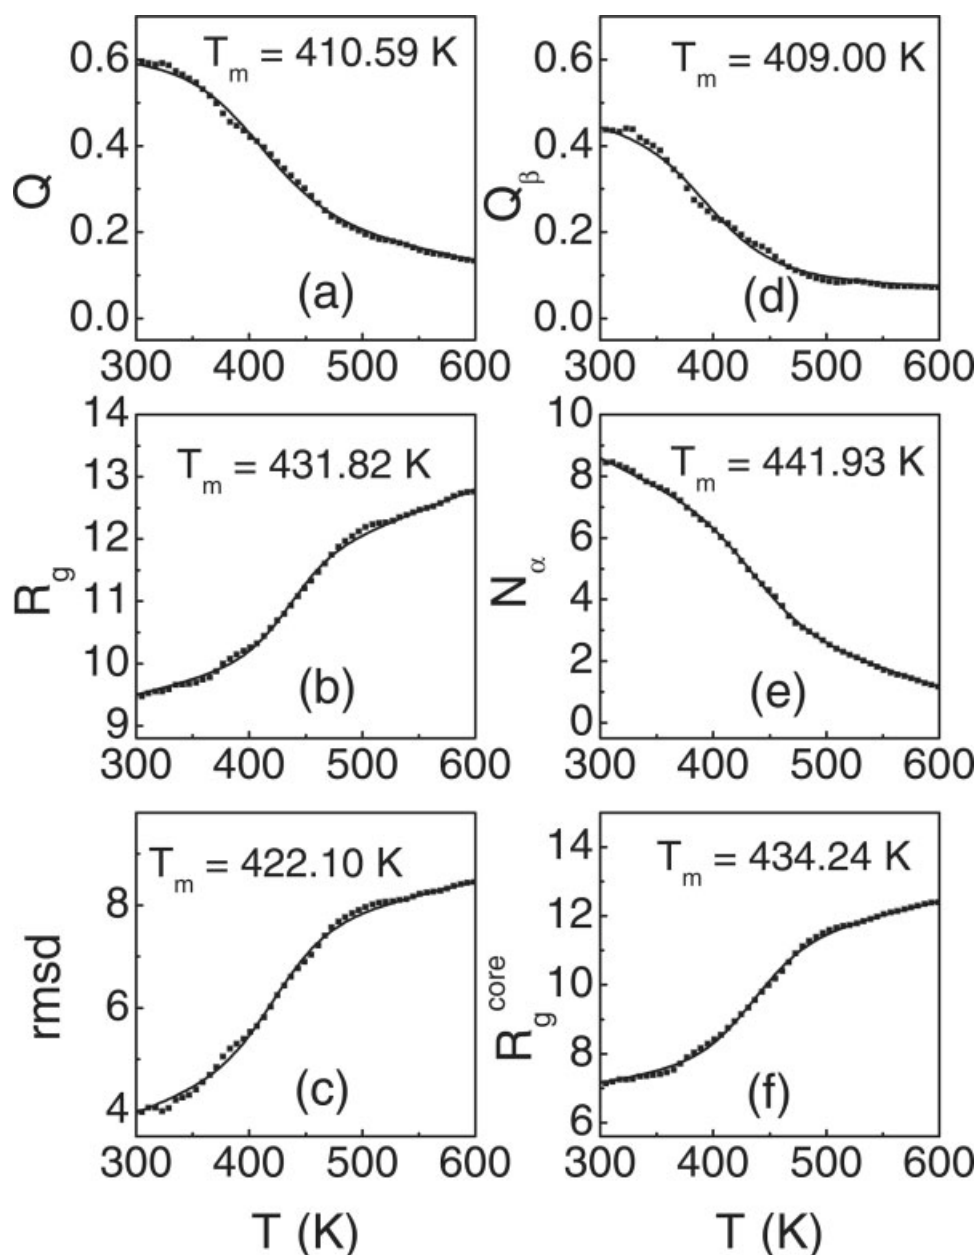 Q
0.6
0.4
0.2
0.0
T_m = 410.59 K
(a)
300 400 500 600
Q_β
0.6
0.4
0.2
0.0
T_m = 409.00 K
(d)
300 400 500 600
R_g
14
13
12
11
10
9
T_m = 431.82 K
(b)
300 400 500 600
N_α
10
8
6
4
2
0
T_m = 441.93 K
(e)
300 400 500 600
rmsd
8
6
4
T_m = 422.10 K
(c)
300 400 500 600
T (K)
R_g^core
14
12
10
8
6
T_m = 434.24 K
(f)
300 400 500 600
T (K)